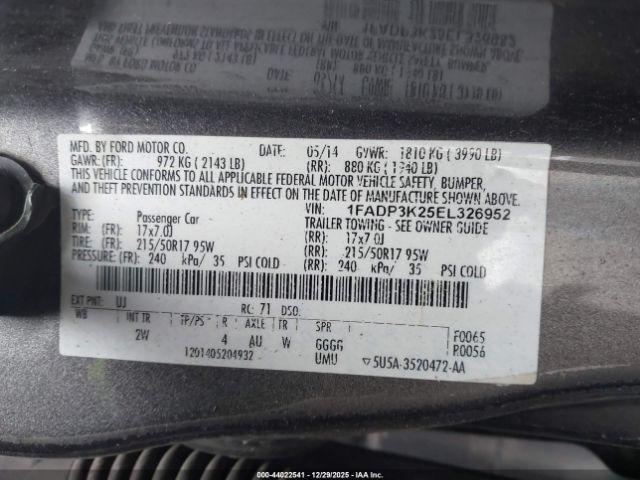 1FADP3K25EL326952
MFD. BY FORD MOTOR CO. DATE: 05/14 GVWR: 1810 KG ( 3990 LB)
GAWR: (FR): 972 KG ( 2143 LB) (RR): 880 KG ( 1940 LB)
THIS VEHICLE CONFORMS TO ALL APPLICABLE FEDERAL MOTOR VEHICLE SAFETY, BUMPER,
AND THEFT PREVENTION STANDARDS IN EFFECT ON THE DATE OF MANUFACTURE SHOWN ABOVE.
VIN: 1FADP3K25EL326952
TYPE: Passenger Car TRAILER TOWING - SEE OWNER GUIDE
RIM: (FR): 17x7.0J (RR): 17x7.0J
TIRE: (FR): 215/50R17 95W (RR): 215/50R17 95W
PRESSURE: (FR): 240 kPa/ 35 PSI COLD (RR): 240 kPa/ 35 PSI COLD
EXT PNT: UJ RC: 71 DSO:
WB INT TR TP/PS R AXLE TR SPR
2W 4 AU W GGGG
F0065
R0056
1201405204932 UMU ▽5U5A-3520472-AA
000-44022541 - 12/29/2025 - IAAI.COM